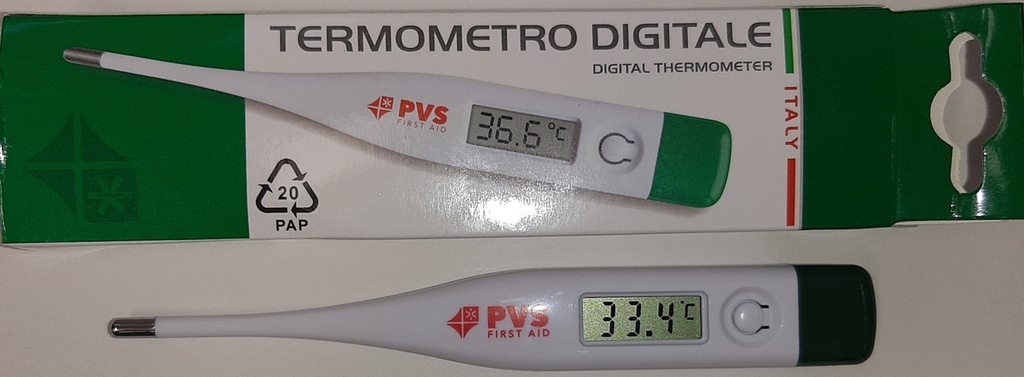 TERMOMETRO DIGITALE
DIGITAL THERMOMETER
ITALY
PVS
FIRST AID
36.6°C
20
PAP
PVS
FIRST AID
33.4°C